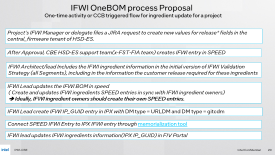 IFWI OneBOM process Proposal
One-time activity or CCB triggered flow for ingredient update for a project
Project's IFWI Manager or delegate files a JIRA request to create new values for release* fields in the
central_firmware tenant of HSD-ES.
After Approval, CBE HSD-ES support team(c-FST-FIA team) creates IFWI entry in SPEED
IFWI Architect/lead includes the IFWI ingredient information in the initial version of IFWI Validation
Strategy (all Segments), including the information the customer release required for these ingredients
IFWI Lead updates the IFWI BOM in speed
( Create and updates IFWI SPEED Entries in sync with IFWI ingredient owners)
➔ Ideally, IFWI ingredient owners should create their own SPEED entries.
IFWI Lead create IFWI IP_GUID entry in IPX with DM type = URLDM and DM type = gitcdm
Connect SPEED IFWI Entry to IPX IFWI entry through memorialization tool
IFWI lead updates IFWI ingredients information(IPX IP_GUID) in FIV Portal
IFWI
intel